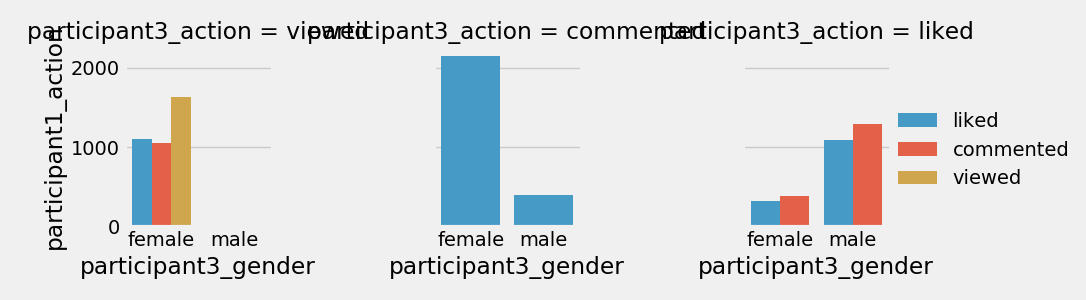 participant3_action = viewed
participant3_action = commented
participant3_action = liked
participant1_action
2000
1000
0
female male
participant3_gender
female male
participant3_gender
female male
participant3_gender
liked
commented
viewed